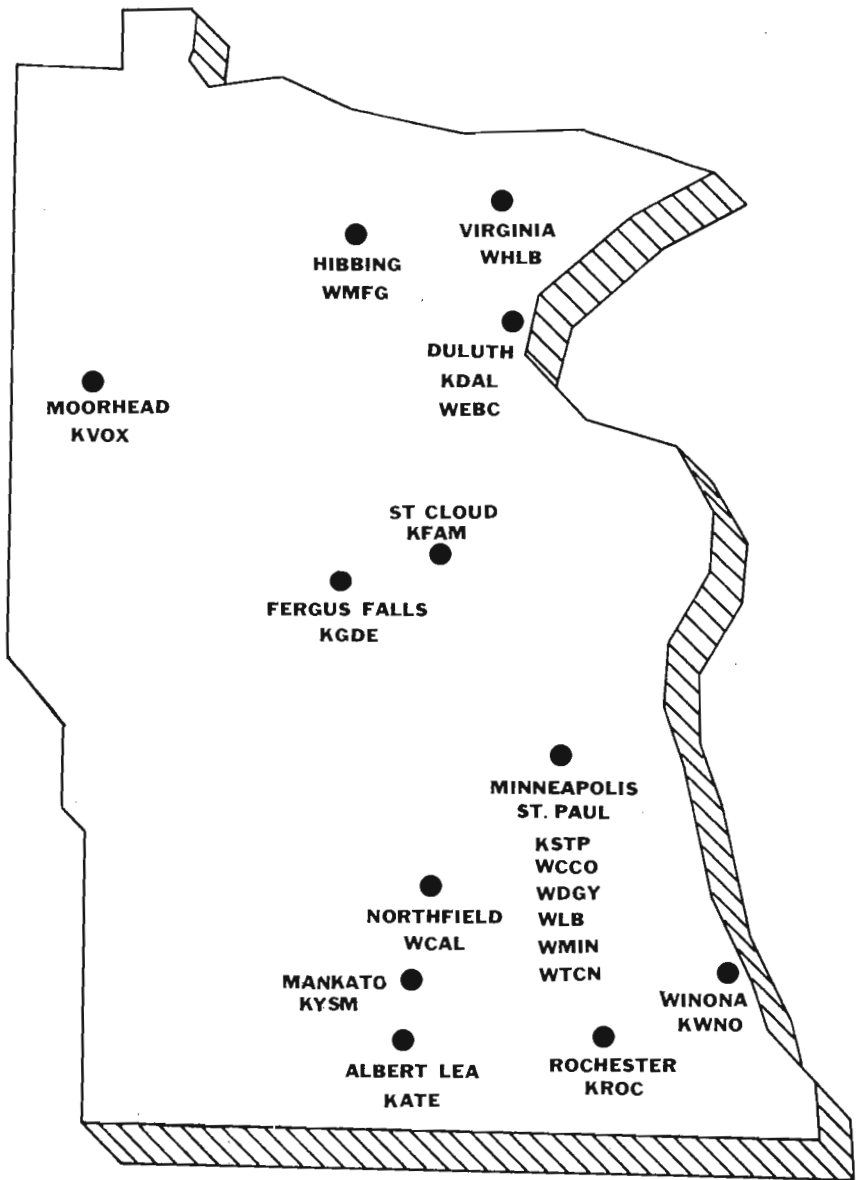 VIRGINIA
WHLB
HIBBING
WMFG
DULUTH
KDAL
WEBC
MOORHEAD
KVOX
ST CLOUD
KFAM
FERGUS FALLS
KGDE
MINNEAPOLIS
ST. PAUL
KSTP
WCCO
WDGY
WLB
WMIN
WTCN
NORTHFIELD
WCAL
MANKATO
KYSM
WINONA
KWNO
ALBERT LEA
KATE
ROCHESTER
KROC